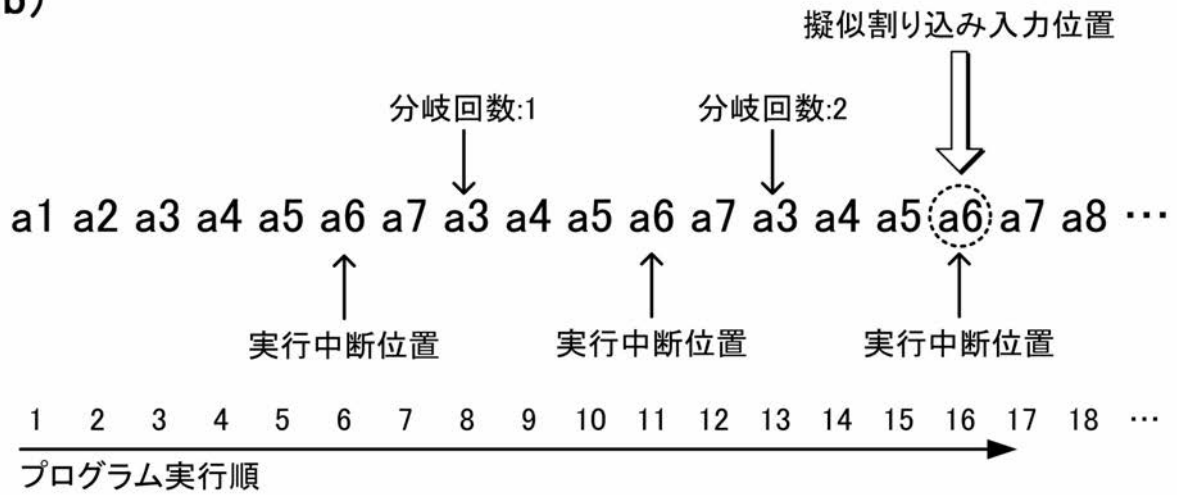 b)
擬似割り込み入力位置
分岐回数:1 分岐回数:2
a1 a2 a3 a4 a5 a6 a7 a3 a4 a5 a6 a7 a3 a4 a5 a6 a7 a8 ···
実行中断位置 実行中断位置 実行中断位置
1 2 3 4 5 6 7 8 9 10 11 12 13 14 15 16 17 18 ···
プログラム実行順